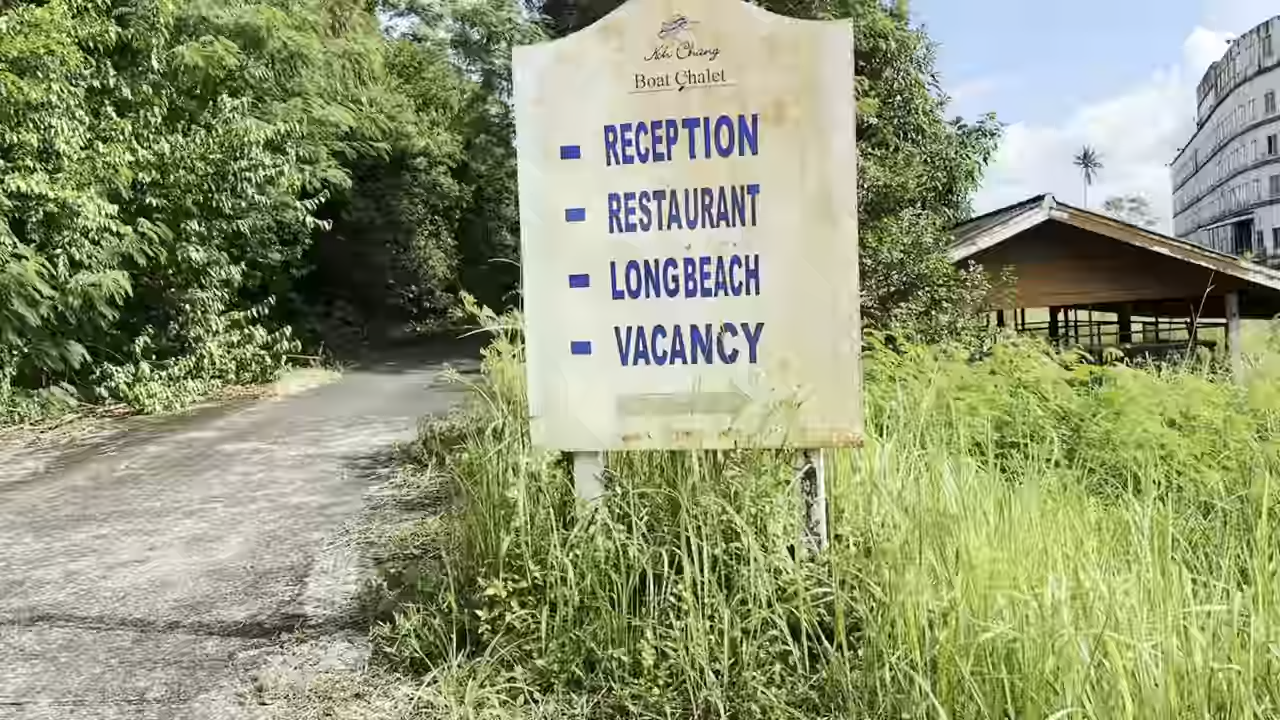 Koh Chang
Boat Chalet
RECEPTION
RESTAURANT
LONGBEACH
VACANCY